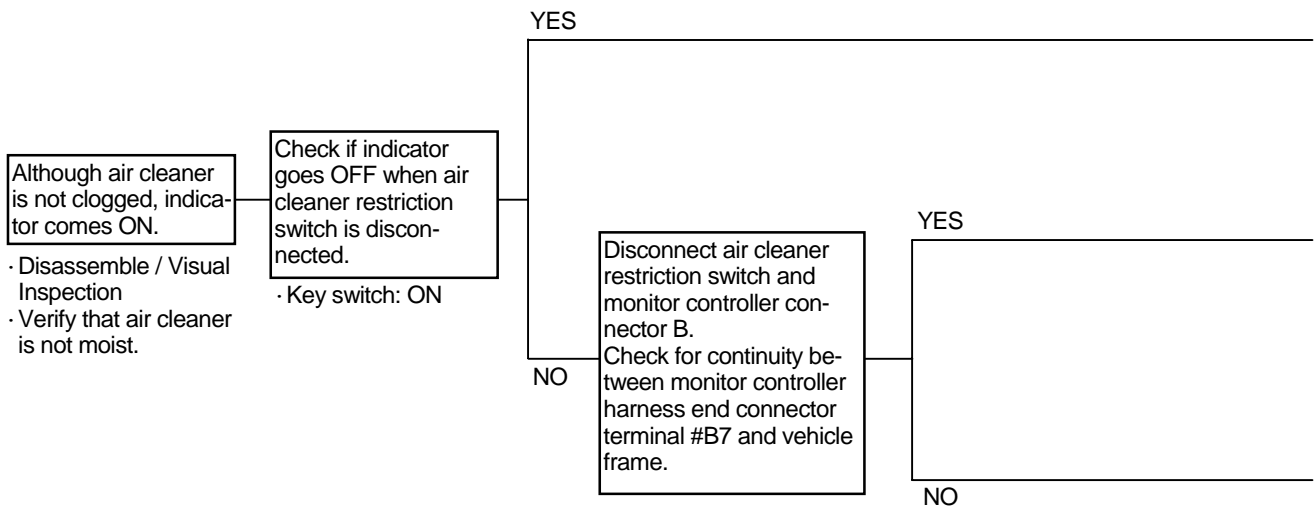 Although air cleaner
is not clogged, indica-
tor comes ON.
· Disassemble / Visual
Inspection
· Verify that air cleaner
is not moist.
Check if indicator
goes OFF when air
cleaner restriction
switch is discon-
nected.
· Key switch: ON
YES
NO
Disconnect air cleaner
restriction switch and
monitor controller con-
nector B.
Check for continuity be-
tween monitor controller
harness end connector
terminal #B7 and vehicle
frame.
YES
NO